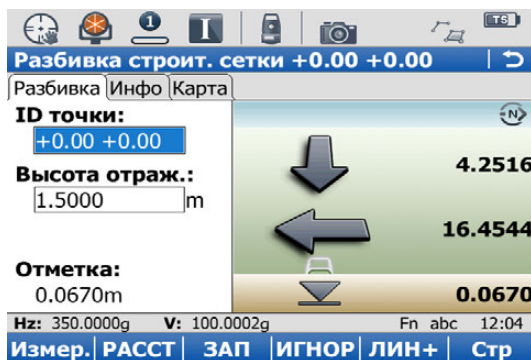 1 I TS
Разбивка строит. сетки +0.00 +0.00
Разбивка Инфо Карта
ID точки:
+0.00 +0.00
N
Высота отраж.:
4.2516
1.5000 m
16.4544
Отметка:
0.0670m
0.0670
Hz: 350.0000g V: 100.0002g Fn abc 12:04
Измер. РАССТ ЗАП ИГНОР ЛИН+ Стр